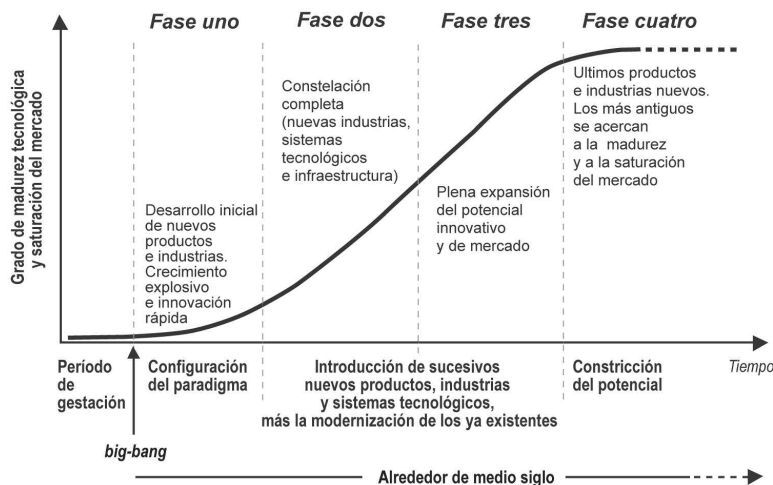 Fase uno
Fase dos
Fase tres
Fase cuatro
Grado de madurez tecnológica
y saturación del mercado
Desarrollo inicial
de nuevos
productos
e industrias.
Crecimiento
explosivo
e innovación
rápida
Constelación
completa
(nuevas industrias,
sistemas
tecnológicos
e infraestructura)
Plena expansión
del potencial
innovativo
y de mercado
Ultimos productos
e industrias nuevos.
Los más antiguos
se acercan
a la madurez
y a la saturación
del mercado
Período
de
gestación
Configuración
del paradigma
Introducción de sucesivos
nuevos productos, industrias
y sistemas tecnológicos,
más la modernización de los ya existentes
Constricción
del potencial
Tiempo
big-bang
Alrededor de medio siglo